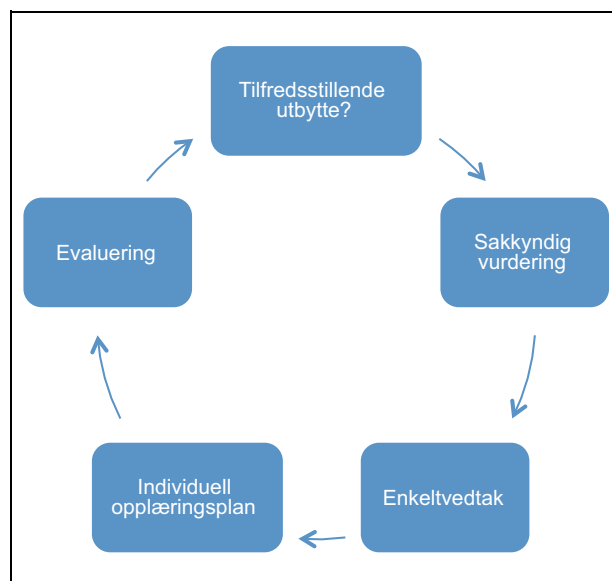 Tilfredsstillende
utbytte?
Sakkyndig
vurdering
Enkeltvedtak
Individuell
opplæringsplan
Evaluering